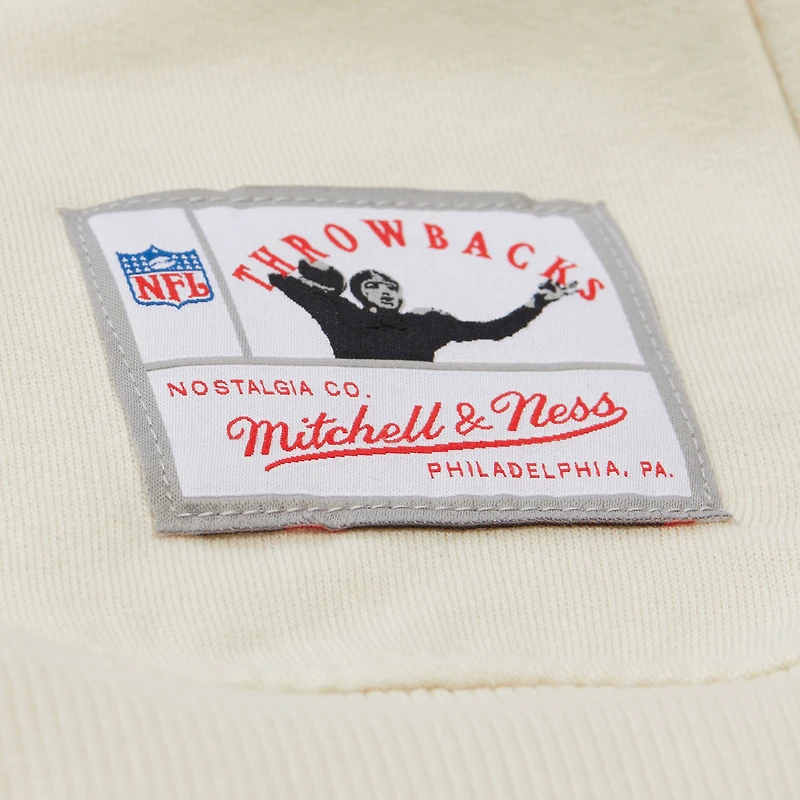 NFL
THROWBACKS
NOSTALGIA CO.
Mitchell & Ness
PHILADELPHIA, PA.